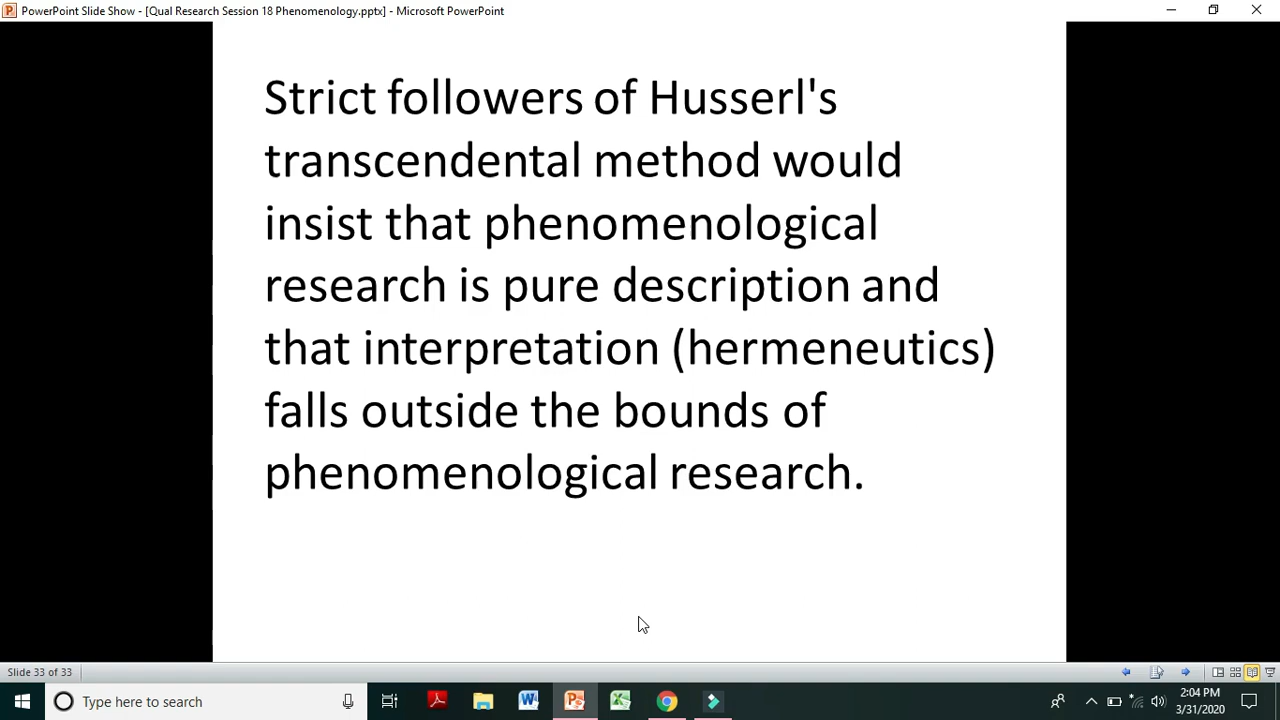 PowerPoint Slide Show - [Qual Research Session 18 Phenomenology.pptx] - Microsoft PowerPoint
Strict followers of Husserl's
transcendental method would
insist that phenomenological
research is pure description and
that interpretation (hermeneutics)
falls outside the bounds of
phenomenological research.
Slide 33 of 33
Type here to search
2:04 PM
3/31/2020